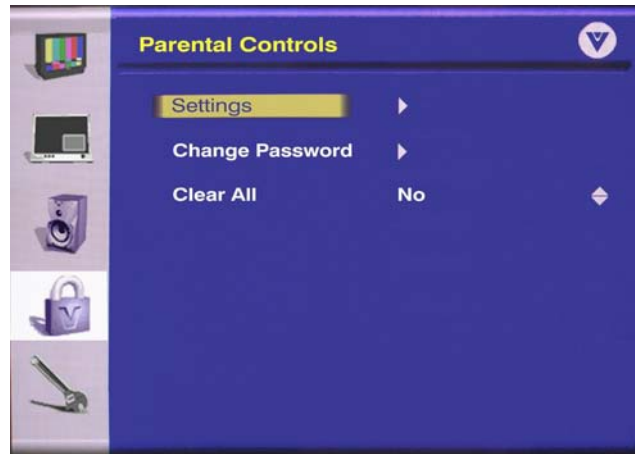 Parental Controls
Settings
Change Password
Clear All No